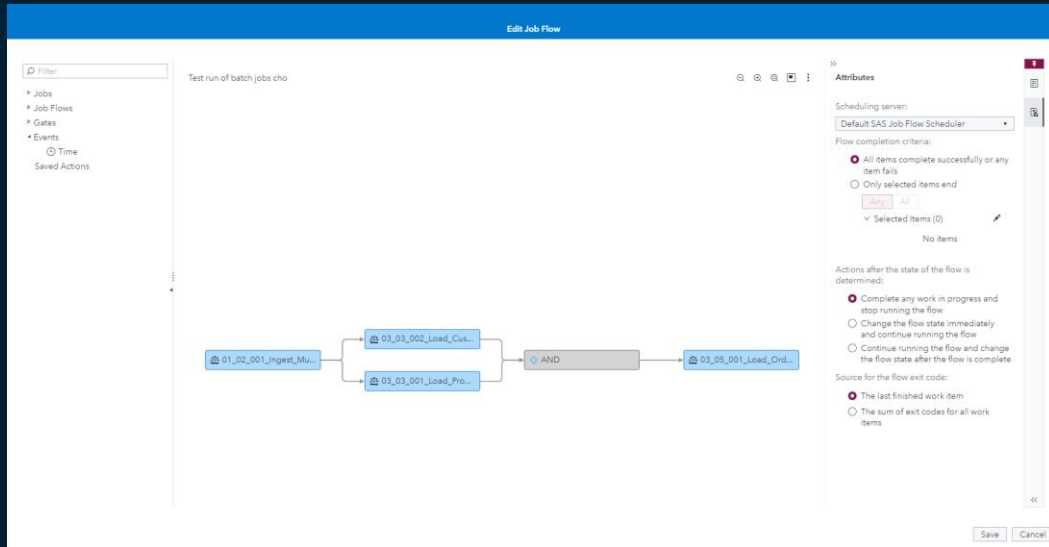 Edit Job Flow
Filter
Jobs
Job Flows
Gates
Events
Time
Saved Actions
Test run of batch jobs cho
01_02_001_Ingest_Mu...
03_03_002_Load_Cus...
03_03_001_Load_Pro...
AND
03_05_001_Load_Ord...
Attributes
Scheduling server:
Default SAS Job Flow Scheduler
Flow completion criteria:
All items complete successfully or any
item fails
Only selected items end
Any All
Selected Items (0)
No items
Actions after the state of the flow is
determined:
Complete any work in progress and
stop running the flow
Change the flow state immediately
and continue running the flow
Continue running the flow and change
the flow state after the flow is complete
Source for the flow exit code:
The last finished work item
The sum of exit codes for all work
items
Save Cancel